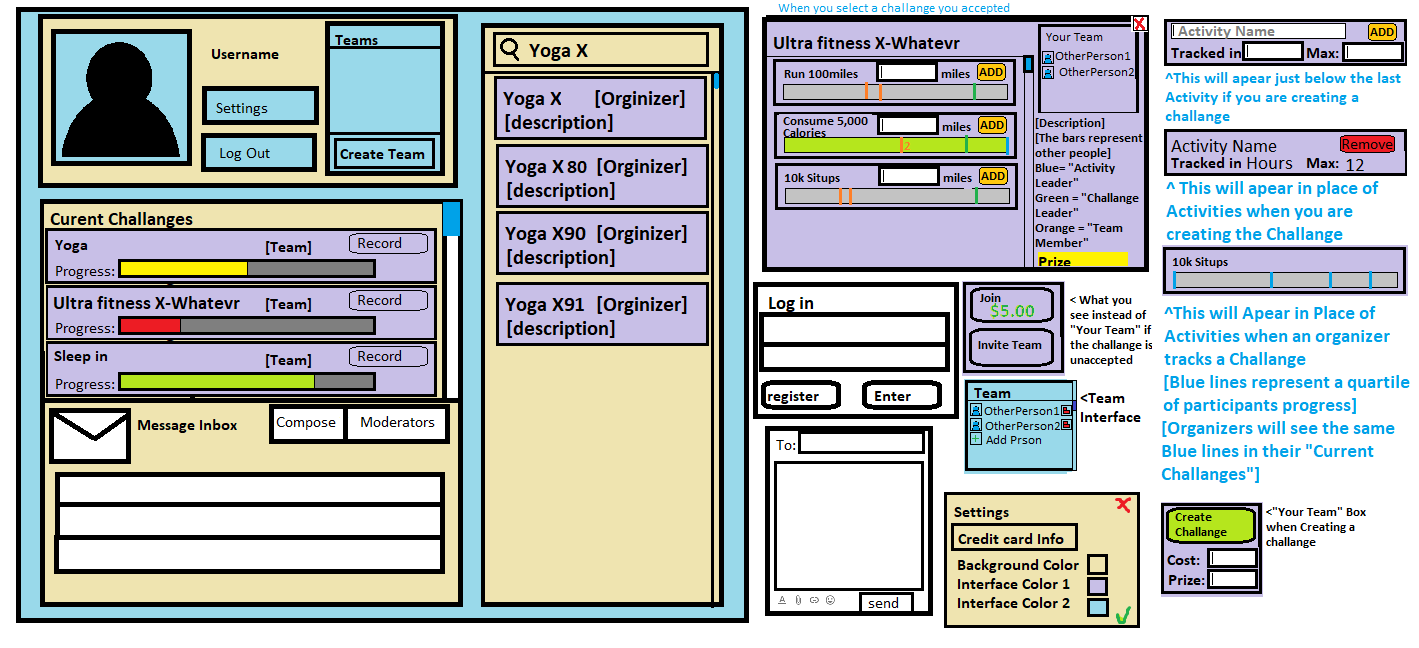 When you select a challange you accepted
Username
Settings
Log Out
Teams
Create Team
Curent Challanges
Yoga [Team] Record
Progress:
Ultra fitness X-Whatevr [Team] Record
Progress:
Sleep in [Team] Record
Progress:
Message Inbox Compose Moderators
Yoga X
Yoga X [Orginizer]
[description]
Yoga X 80 [Orginizer]
[description]
Yoga X90 [Orginizer]
[description]
Yoga X91 [Orginizer]
[description]
Ultra fitness X-Whatevr
X
Run 100miles miles ADD
Consume 5,000
Calories miles ADD
2
10k Situps miles ADD
Your Team
OtherPerson1
OtherPerson2
[Description]
[The bars represent
other people]
Blue= "Activity
Leader"
Green = "Challange
Leader"
Orange = "Team
Member"
Prize
Log in
register Enter
Join
$5.00
Invite Team
< What you
see instead of
"Your Team" if
the challange is
unaccepted
Team
OtherPerson1
OtherPerson2
Add Prson
<Team
Interface
To:
A
send
Settings
Credit card Info
Background Color
Interface Color 1
Interface Color 2
Activity Name ADD
Tracked in Max:
^This will apear just below the last
Activity if you are creating a
challange
Activity Name Remove
Tracked in Hours Max: 12
^ This will apear in place of
Activities when you are
creating the Challange
10k Situps
^This will Apear in Place of
Activities when an organizer
tracks a Challange
[Blue lines represent a quartile
of participants progress]
[Organizers will see the same
Blue lines in their "Current
Challanges"]
Create
Challange
Cost:
Prize:
<"Your Team" Box
when Creating a
challange